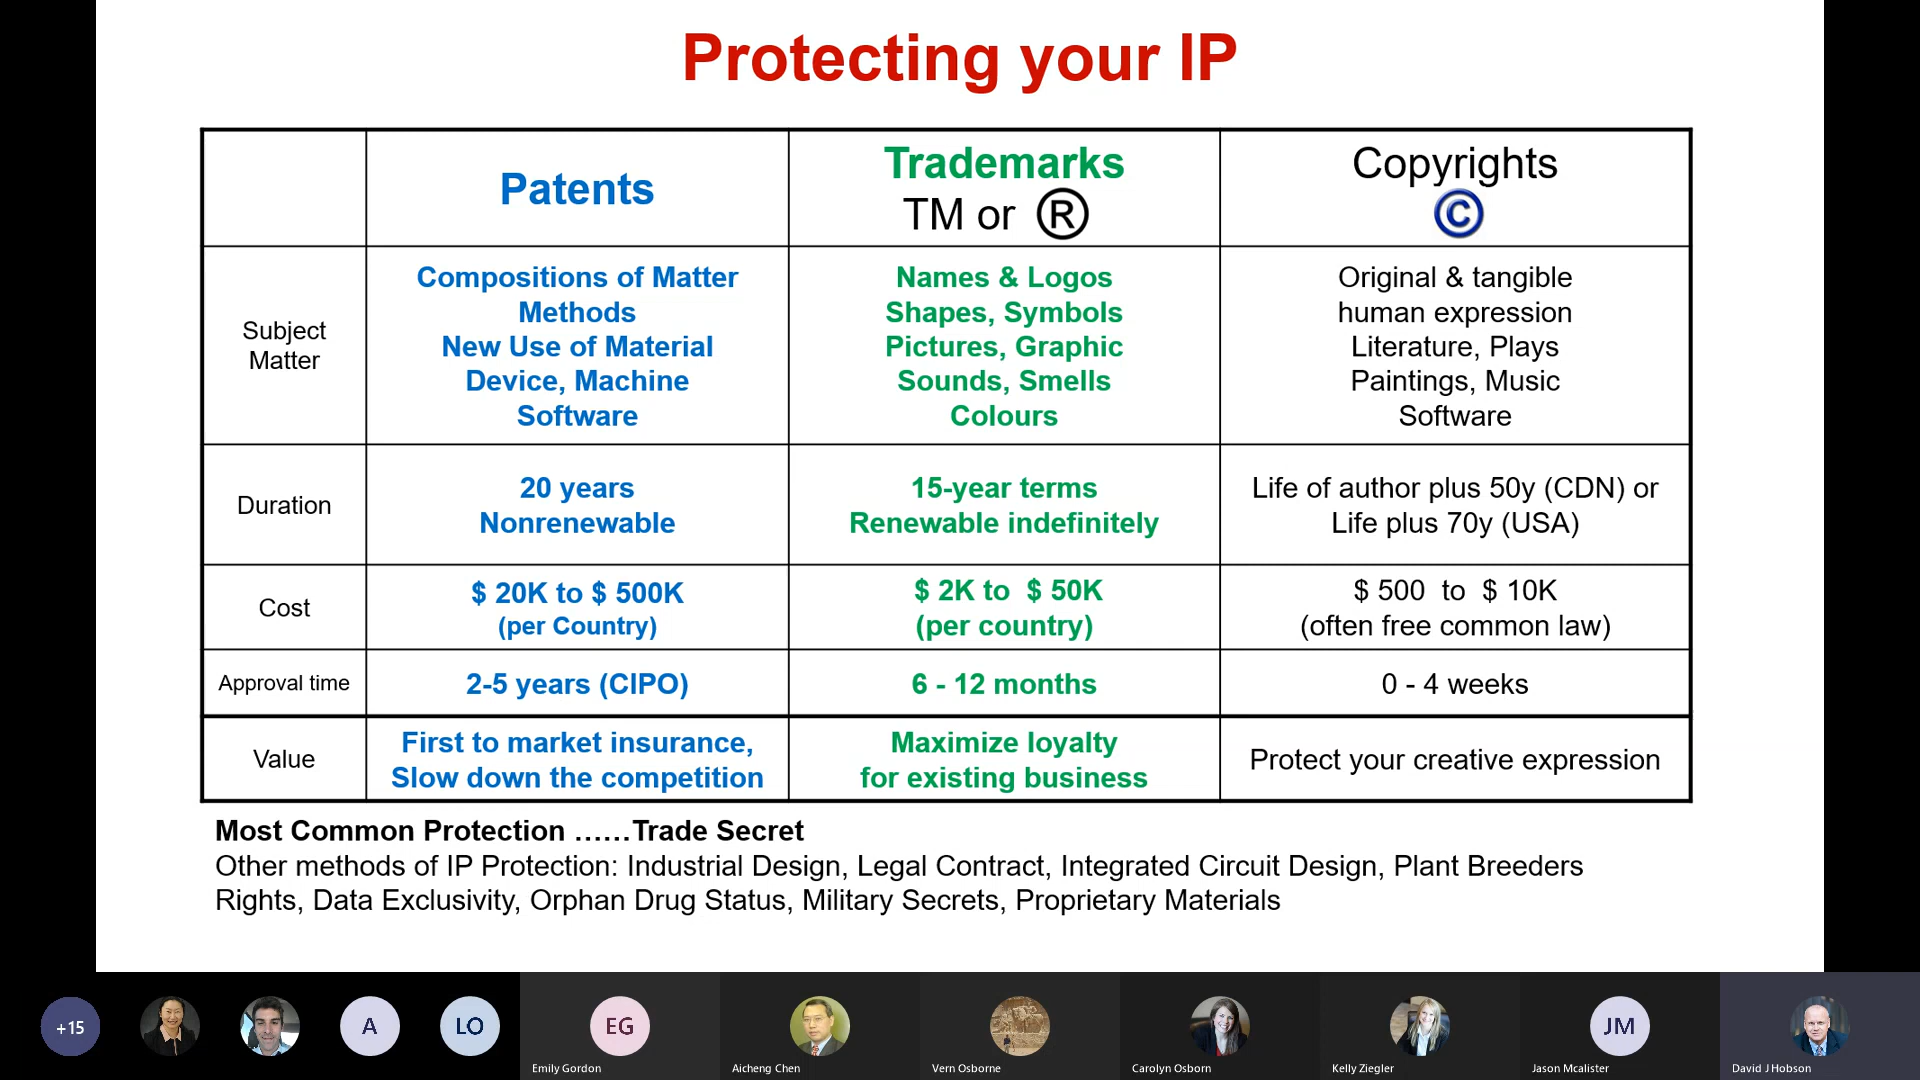 Protecting your IP
Patents
Trademarks
TM or ®
Copyrights
©
Subject
Matter
Compositions of Matter
Methods
New Use of Material
Device, Machine
Software
Names & Logos
Shapes, Symbols
Pictures, Graphic
Sounds, Smells
Colours
Original & tangible
human expression
Literature, Plays
Paintings, Music
Software
Duration
20 years
Nonrenewable
15-year terms
Renewable indefinitely
Life of author plus 50y (CDN) or
Life plus 70y (USA)
Cost
$ 20K to $ 500K
(per Country)
$ 2K to $ 50K
(per country)
$ 500 to $ 10K
(often free common law)
Approval time
2-5 years (CIPO)
6 - 12 months
0 - 4 weeks
Value
First to market insurance,
Slow down the competition
Maximize loyalty
for existing business
Protect your creative expression
Most Common Protection ……Trade Secret
Other methods of IP Protection: Industrial Design, Legal Contract, Integrated Circuit Design, Plant Breeders
Rights, Data Exclusivity, Orphan Drug Status, Military Secrets, Proprietary Materials
+15
A
LO
EG
JM
Emily Gordon
Aicheng Chen
Vern Osborne
Carolyn Osborn
Kelly Ziegler
Jason Mcalister
David J Hobson